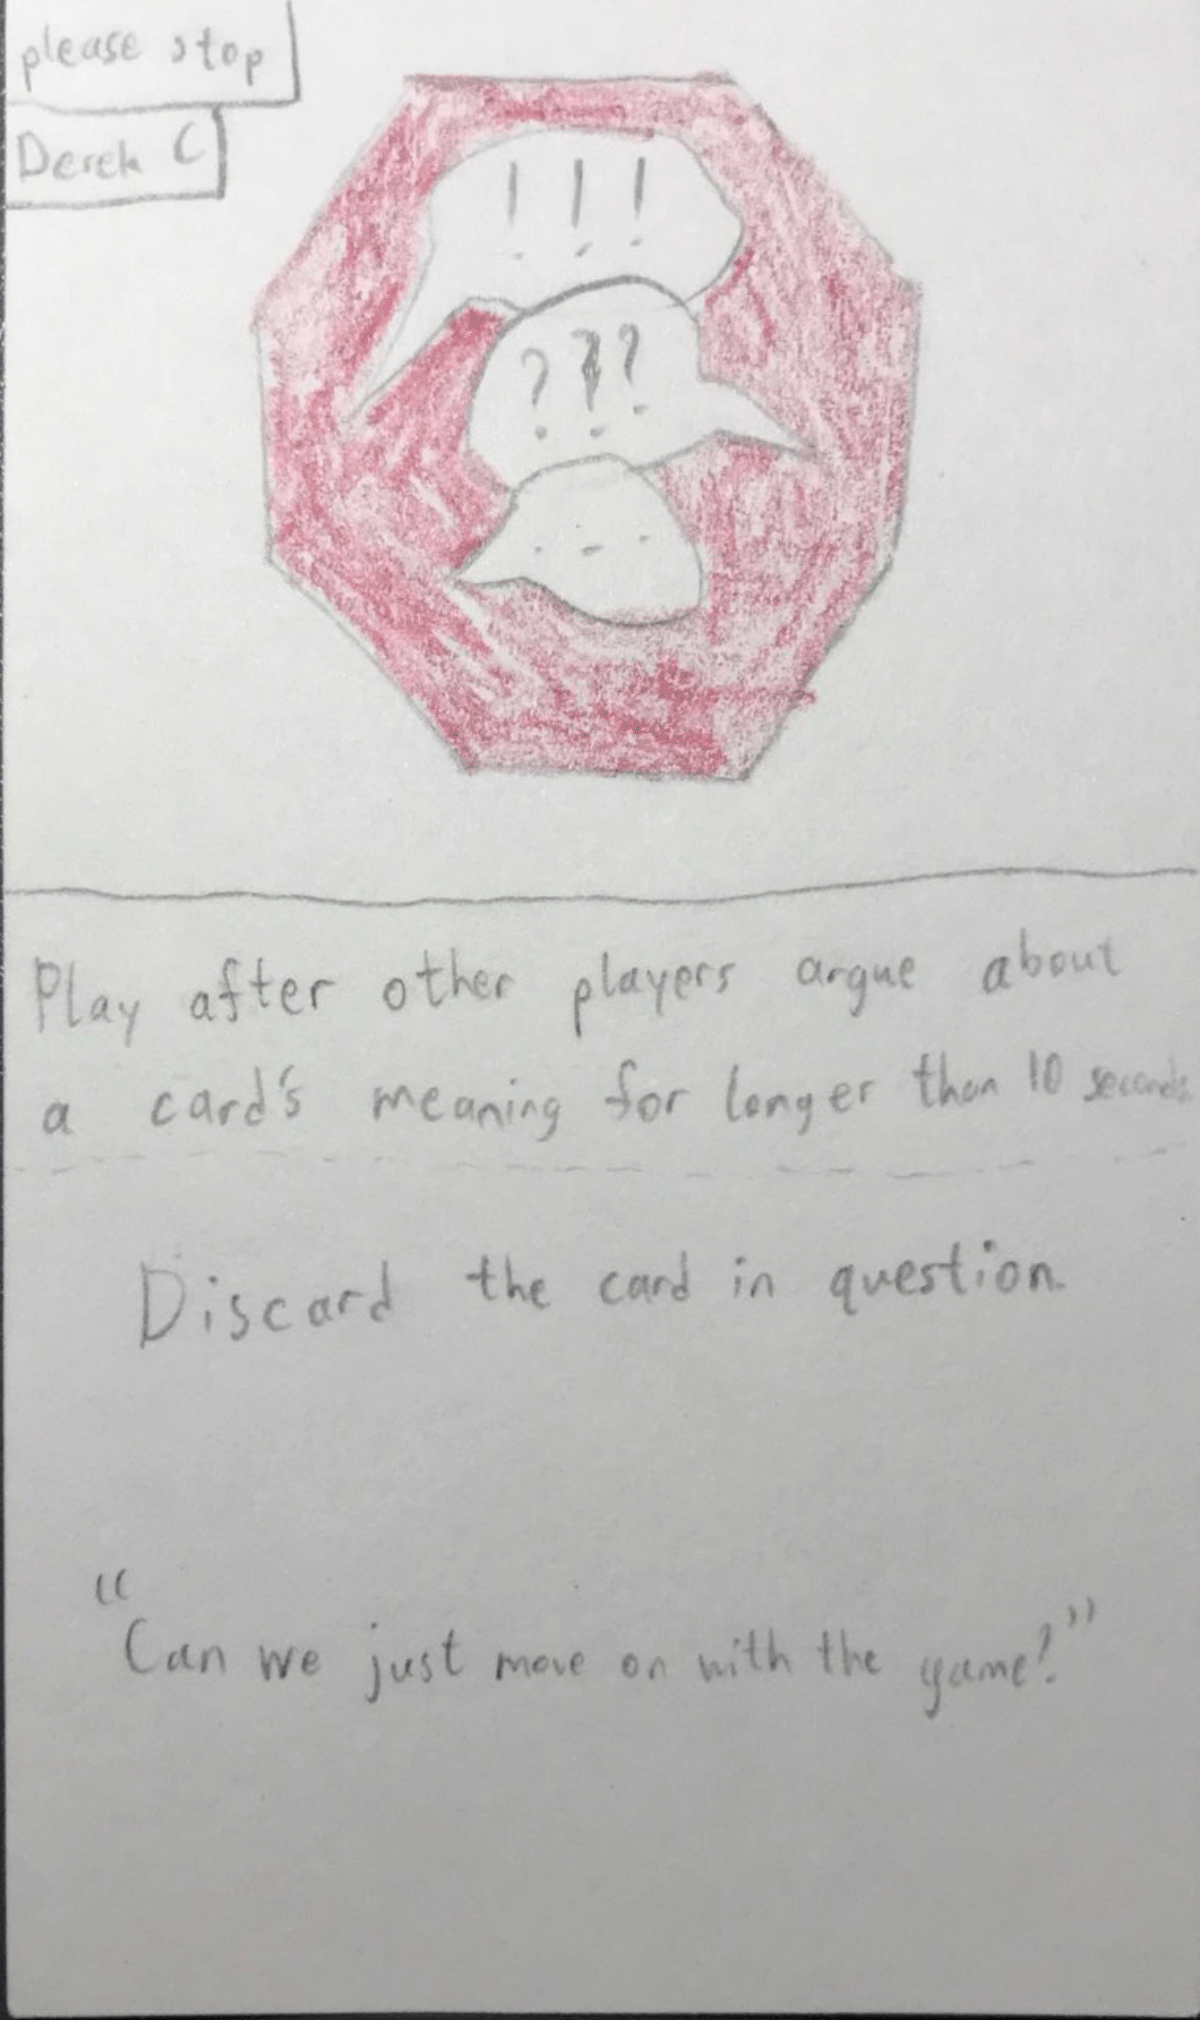 please stop
Derek C
! ! !
? ? ?
. . .
Play after other players argue about
a card's meaning for longer than 10 seconds.
Discard the card in question.
"Can we just move on with the game?"